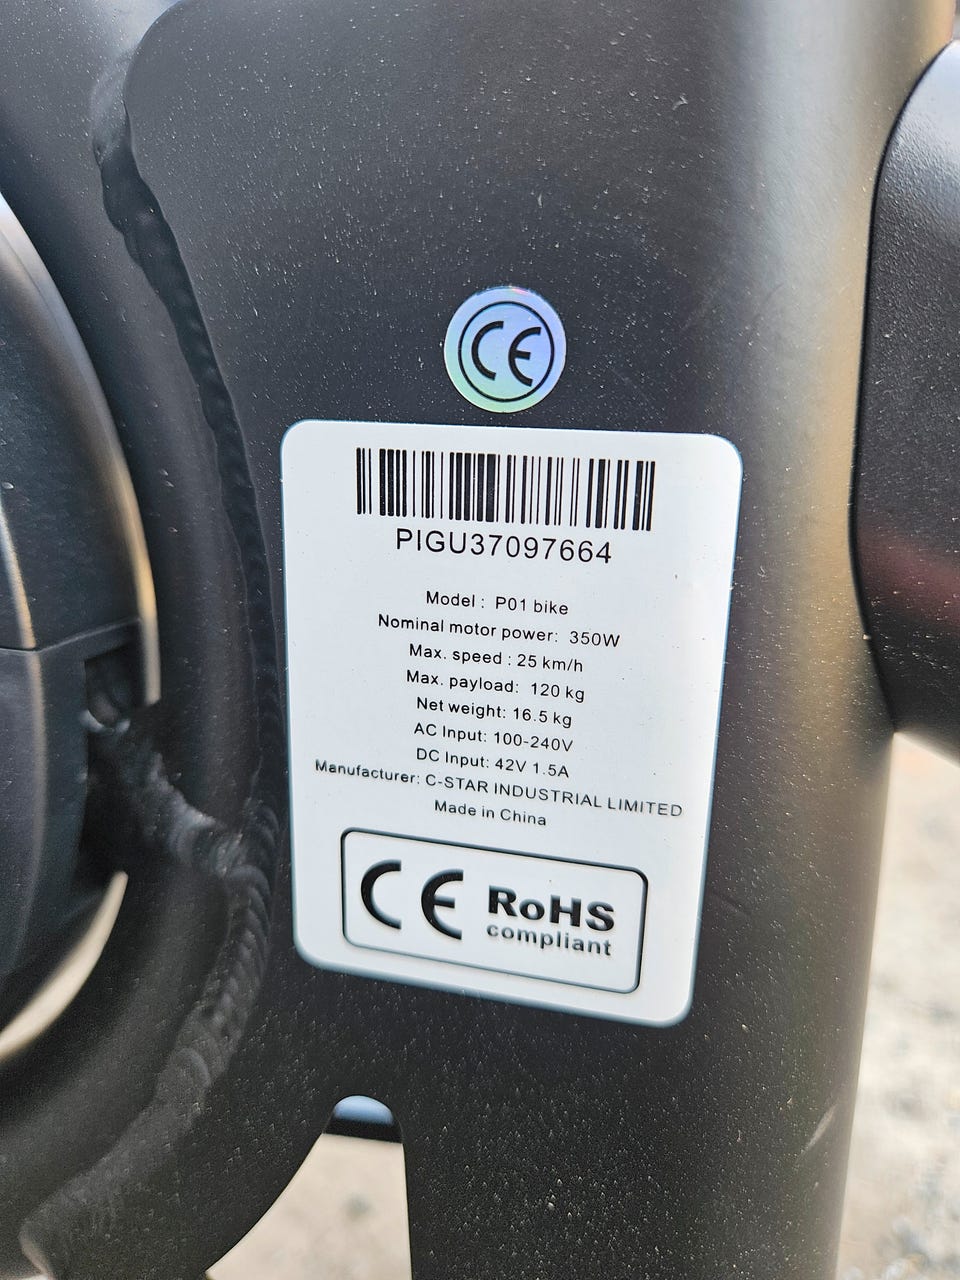 CE
PIGU37097664
Model : P01 bike
Nominal motor power: 350W
Max. speed : 25 km/h
Max. payload: 120 kg
Net weight: 16.5 kg
AC Input: 100-240V
DC Input: 42V 1.5A
Manufacturer: C-STAR INDUSTRIAL LIMITED
Made in China
CE RoHS
compliant